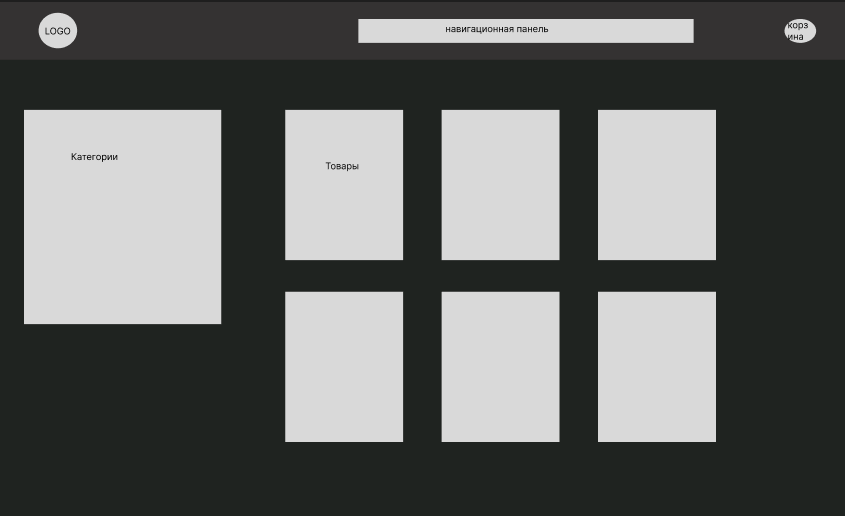 LOGO
навигационная панель
корз
ина
Категории
Товары